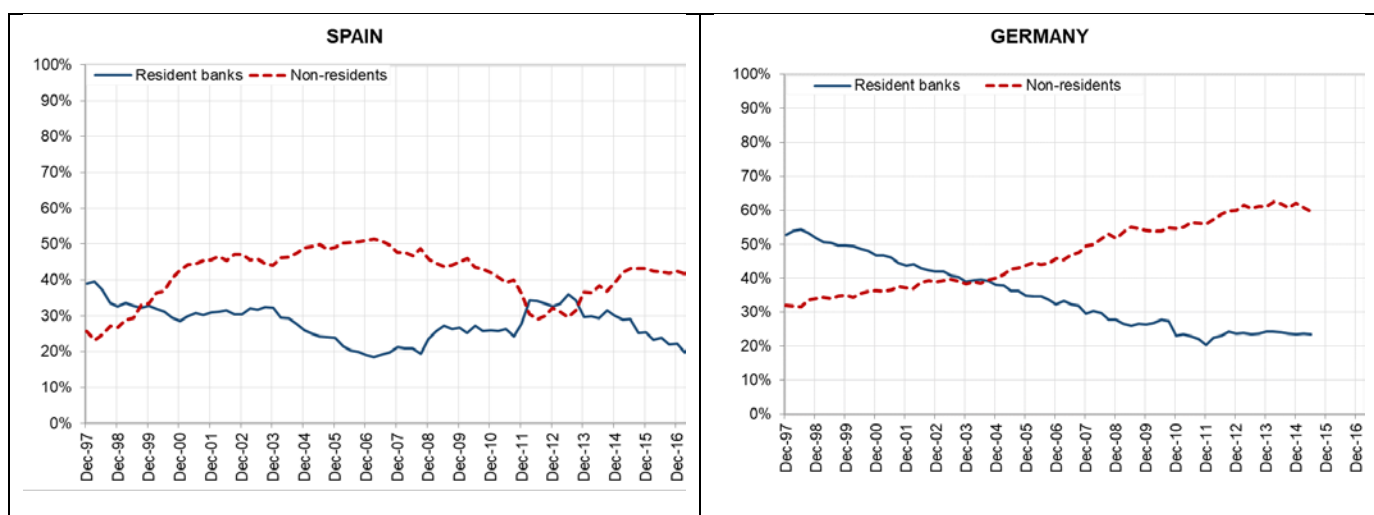 SPAIN
Resident banks
Non-residents
100%
90%
80%
70%
60%
50%
40%
30%
20%
10%
0%
Dec-97
Dec-98
Dec-99
Dec-00
Dec-01
Dec-02
Dec-03
Dec-04
Dec-05
Dec-06
Dec-07
Dec-08
Dec-09
Dec-10
Dec-11
Dec-12
Dec-13
Dec-14
Dec-15
Dec-16
GERMANY
Resident banks
Non-residents
100%
90%
80%
70%
60%
50%
40%
30%
20%
10%
0%
Dec-97
Dec-98
Dec-99
Dec-00
Dec-01
Dec-02
Dec-03
Dec-04
Dec-05
Dec-06
Dec-07
Dec-08
Dec-09
Dec-10
Dec-11
Dec-12
Dec-13
Dec-14
Dec-15
Dec-16